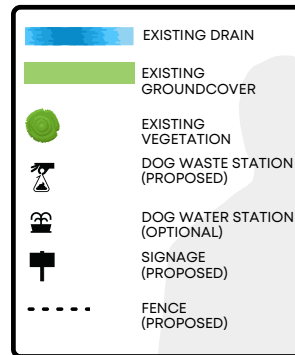 EXISTING DRAIN
EXISTING
GROUNDCOVER
EXISTING
VEGETATION
DOG WASTE STATION
(PROPOSED)
DOG WATER STATION
(OPTIONAL)
SIGNAGE
(PROPOSED)
FENCE
(PROPOSED)